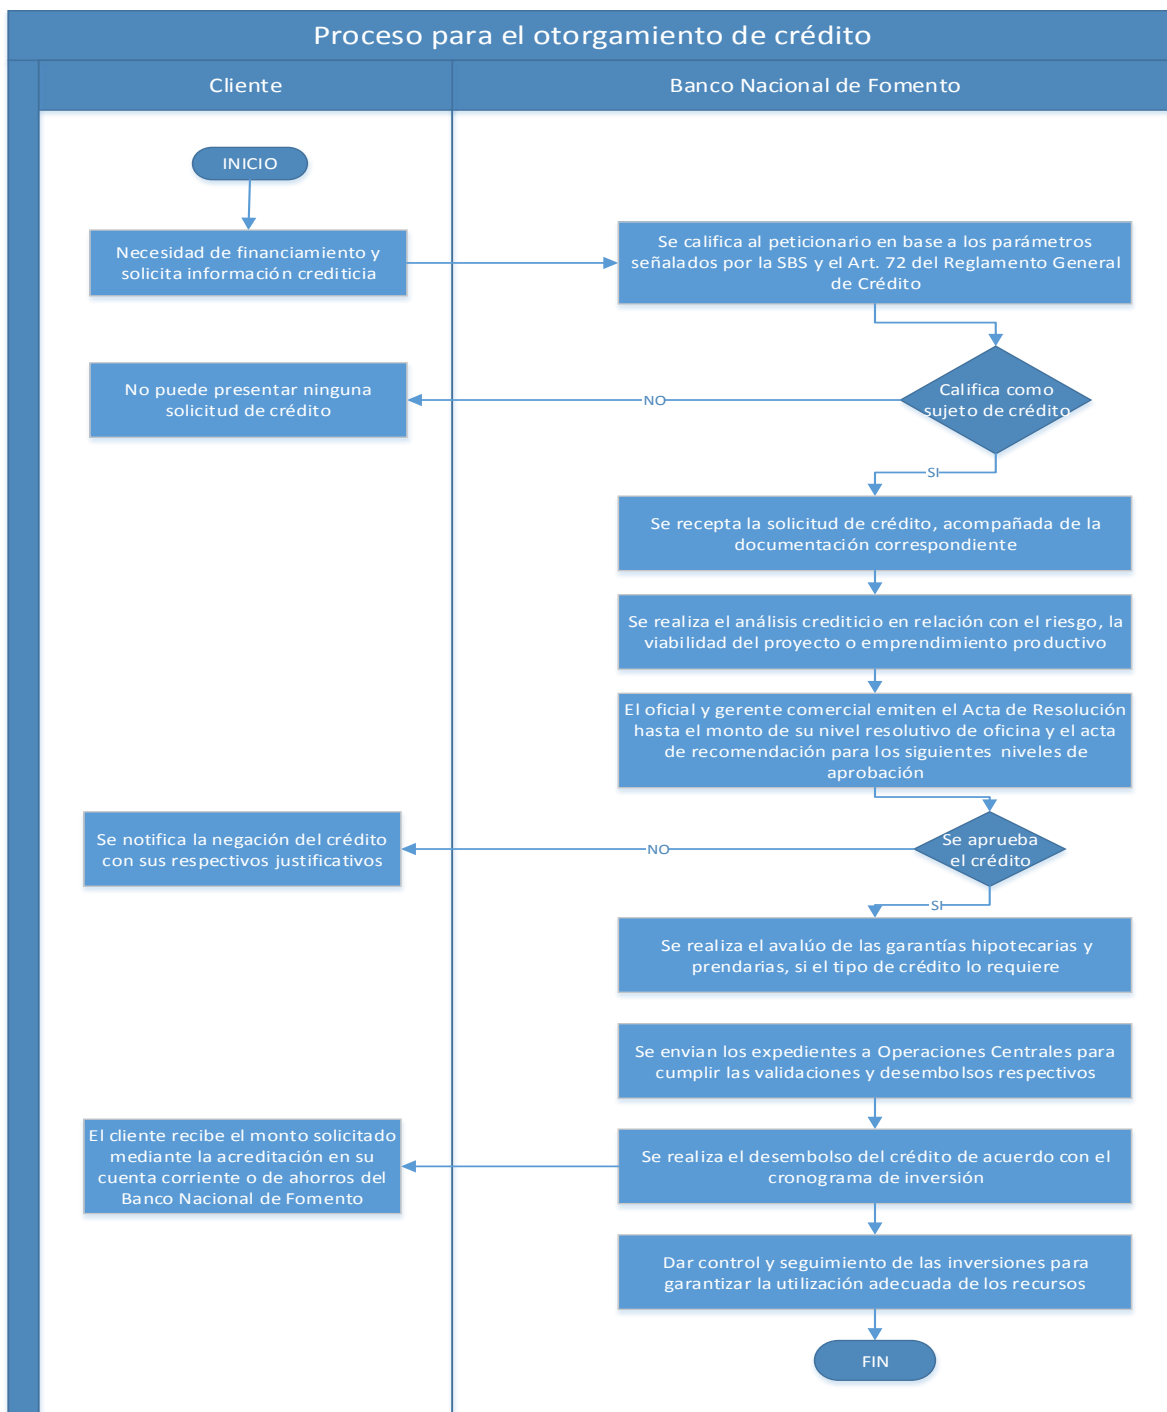 Proceso para el otorgamiento de crédito
Cliente
Banco Nacional de Fomento
INICIO
Necesidad de financiamiento y
solicita información crediticia
Se califica al peticionario en base a los parámetros
señalados por la SBS y el Art. 72 del Reglamento General
de Crédito
No puede presentar ninguna
solicitud de crédito
NO
Califica como
sujeto de crédito
SI
Se recepta la solicitud de crédito, acompañada de la
documentación correspondiente
Se realiza el análisis crediticio en relación con el riesgo, la
viabilidad del proyecto o emprendimiento productivo
El oficial y gerente comercial emiten el Acta de Resolución
hasta el monto de su nivel resolutivo de oficina y el acta
de recomendación para los siguientes niveles de
aprobación
Se notifica la negación del crédito
con sus respectivos justificativos
NO
Se aprueba
el crédito
SI
Se realiza el avalúo de las garantías hipotecarias y
prendarias, si el tipo de crédito lo requiere
Se envian los expedientes a Operaciones Centrales para
cumplir las validaciones y desembolsos respectivos
El cliente recibe el monto solicitado
mediante la acreditación en su
cuenta corriente o de ahorros del
Banco Nacional de Fomento
Se realiza el desembolso del crédito de acuerdo con el
cronograma de inversión
Dar control y seguimiento de las inversiones para
garantizar la utilización adecuada de los recursos
FIN